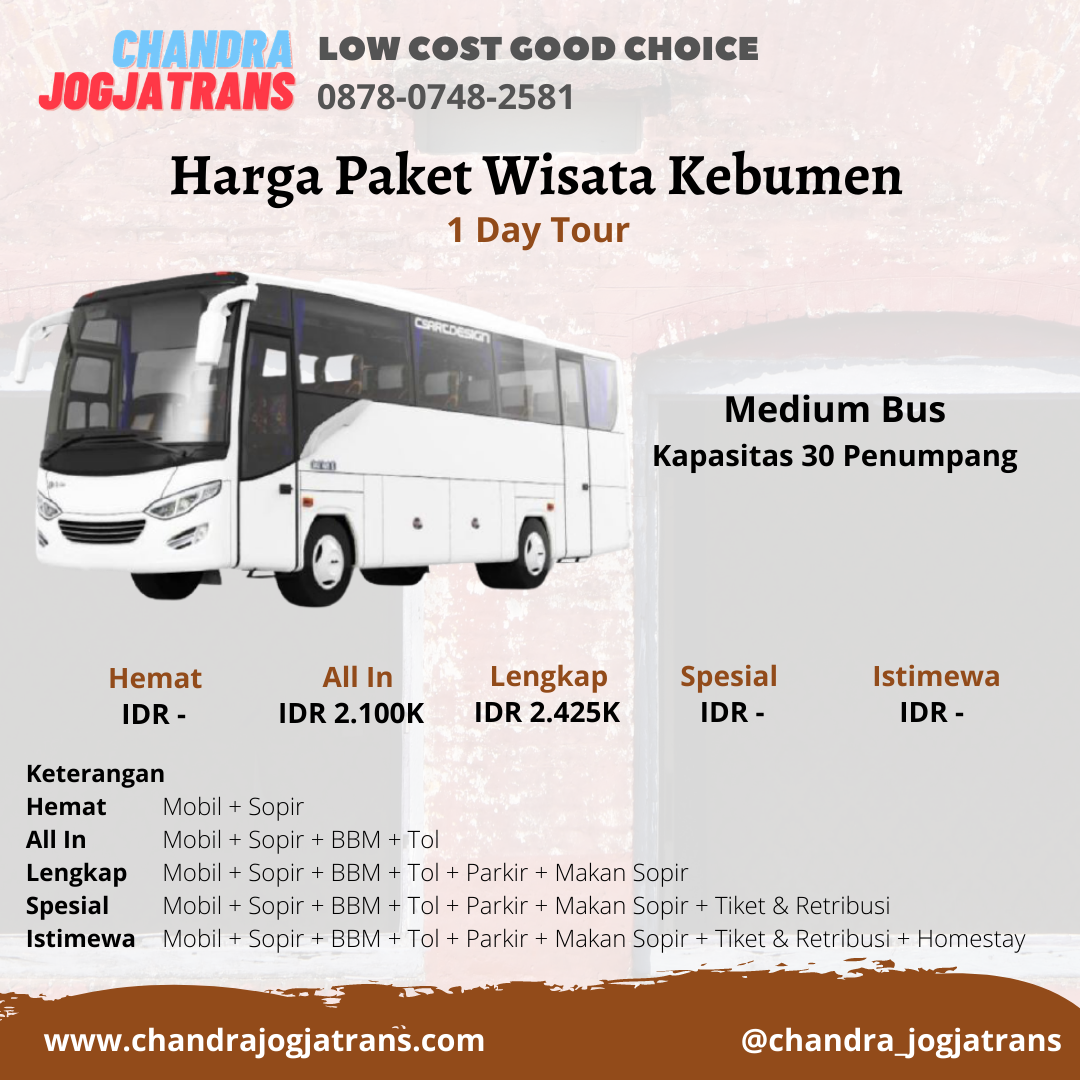 CHANDRA
JOGJATRANS
LOW COST GOOD CHOICE
0878-0748-2581
Harga Paket Wisata Kebumen
1 Day Tour
CSARTDESIGN
Medium Bus
Kapasitas 30 Penumpang
Hemat All In Lengkap Spesial Istimewa
IDR - IDR 2.100K IDR 2.425K IDR - IDR -
Keterangan
Hemat Mobil + Sopir
All In Mobil + Sopir + BBM + Tol
Lengkap Mobil + Sopir + BBM + Tol + Parkir + Makan Sopir
Spesial Mobil + Sopir + BBM + Tol + Parkir + Makan Sopir + Tiket & Retribusi
Istimewa Mobil + Sopir + BBM + Tol + Parkir + Makan Sopir + Tiket & Retribusi + Homestay
www.chandrajogjatrans.com
@chandra_jogjatrans